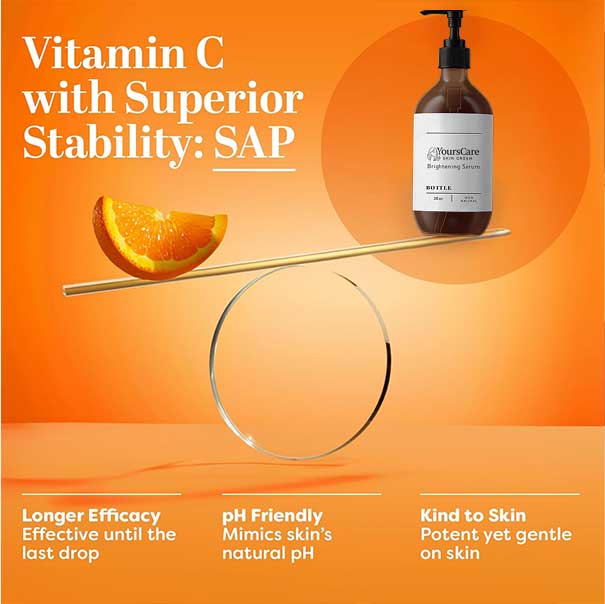 Vitamin C
with Superior
Stability: SAP
YoursCare
SKIN CREAM
Brightening Serum
BOTTLE
Longer Efficacy
Effective until the
last drop
pH Friendly
Mimics skin's
natural pH
Kind to Skin
Potent yet gentle
on skin